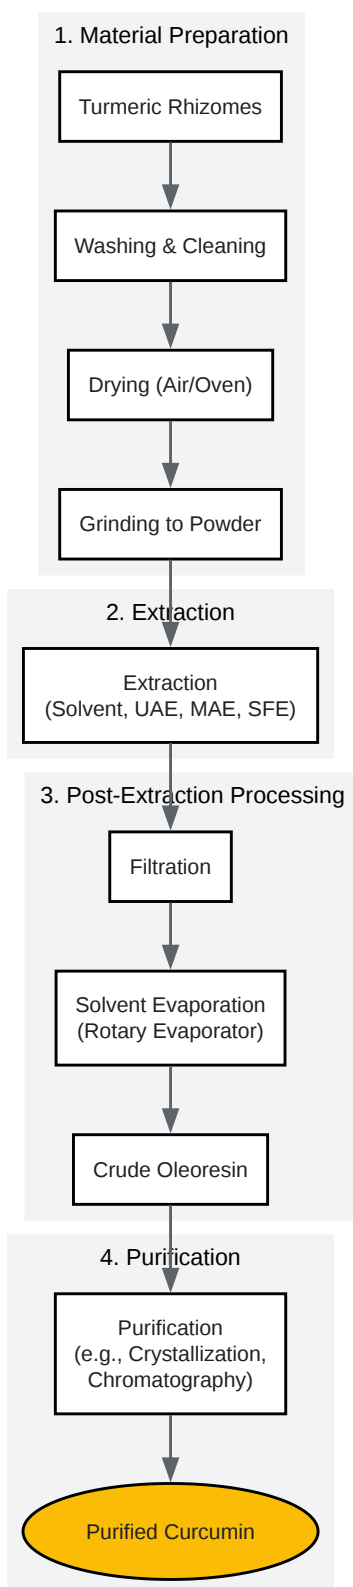 1. Material Preparation
Turmeric Rhizomes
Washing & Cleaning
Drying (Air/Oven)
Grinding to Powder
2. Extraction
Extraction
(Solvent, UAE, MAE, SFE)
3. Post-Extraction Processing
Filtration
Solvent Evaporation
(Rotary Evaporator)
Crude Oleoresin
4. Purification
Purification
(e.g., Crystallization,
Chromatography)
Purified Curcumin